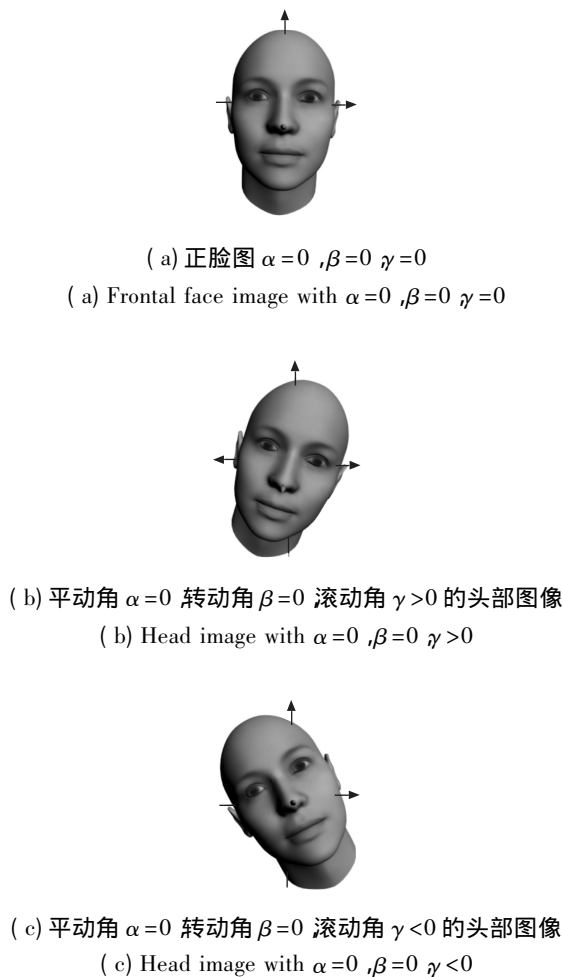 ( a) 正脸图 α =0 ,β =0 ,γ =0
( a) Frontal face image with α =0 ,β =0 ,γ =0
( b) 平动角 α =0 ,转动角 β =0 ,滚动角 γ >0 的头部图像
( b) Head image with α =0 ,β =0 ,γ >0
( c) 平动角 α =0 ,转动角 β =0 ,滚动角 γ <0 的头部图像
( c) Head image with α =0 ,β =0 ,γ <0